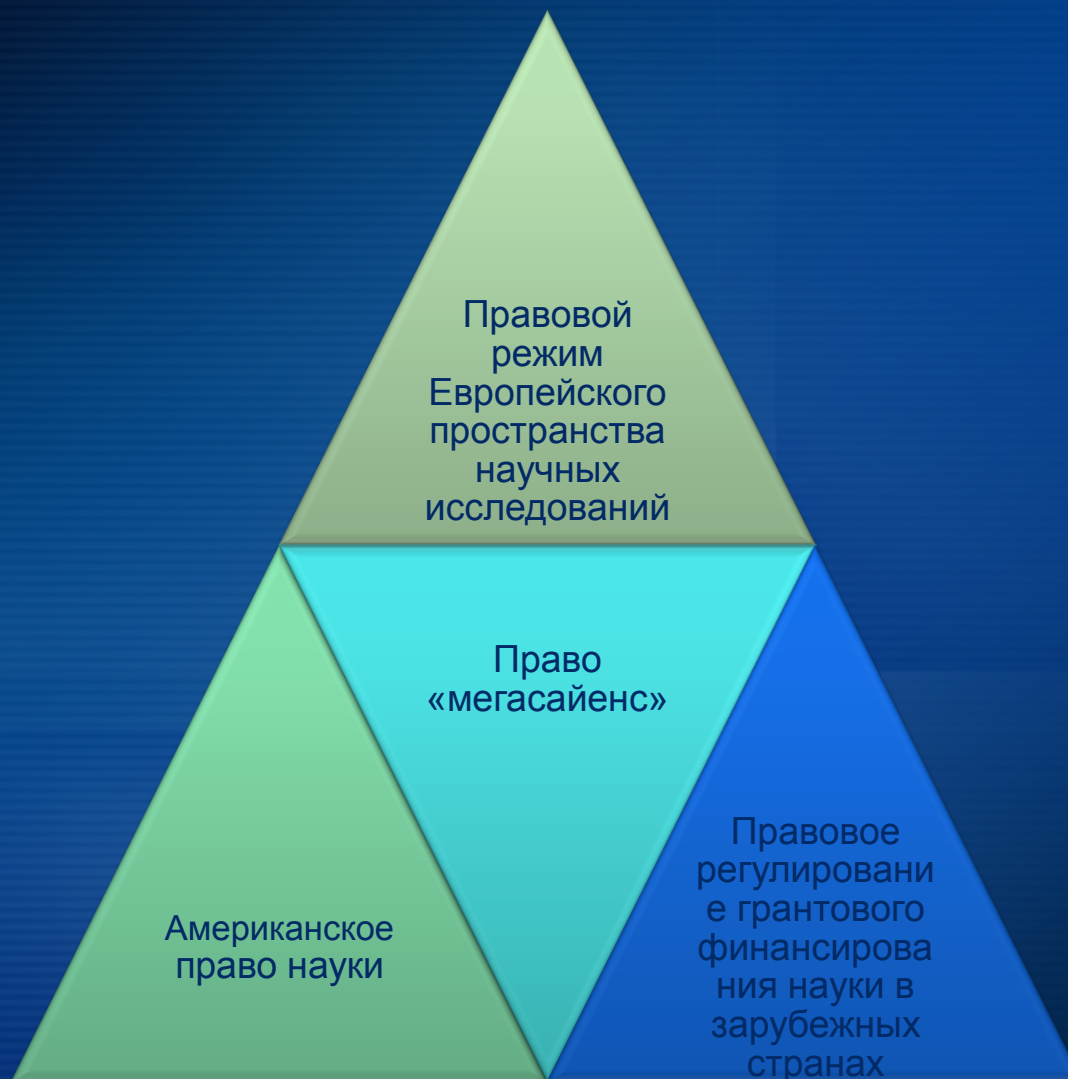 Правовой
режим
Европейского
пространства
научных
исследований
Право
«мегасайенс»
Американское
право науки
Правовое
регулировани
е грантового
финансирова
ния науки в
зарубежных
странах